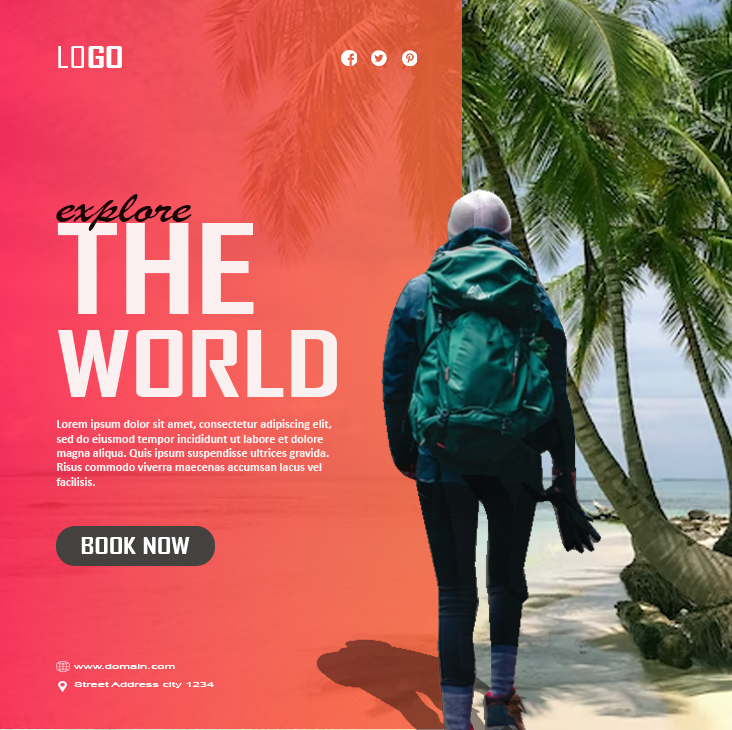 LOGO
explore
THE
WORLD
Lorem ipsum dolor sit amet, consectetur adipiscing elit,
sed do eiusmod tempor incididunt ut labore et dolore
magna aliqua. Quis ipsum suspendisse ultrices gravida.
Risus commodo viverra maecenas accumsan lacus vel
facilisis.
BOOK NOW
www.domain.com
Street Address city 1234